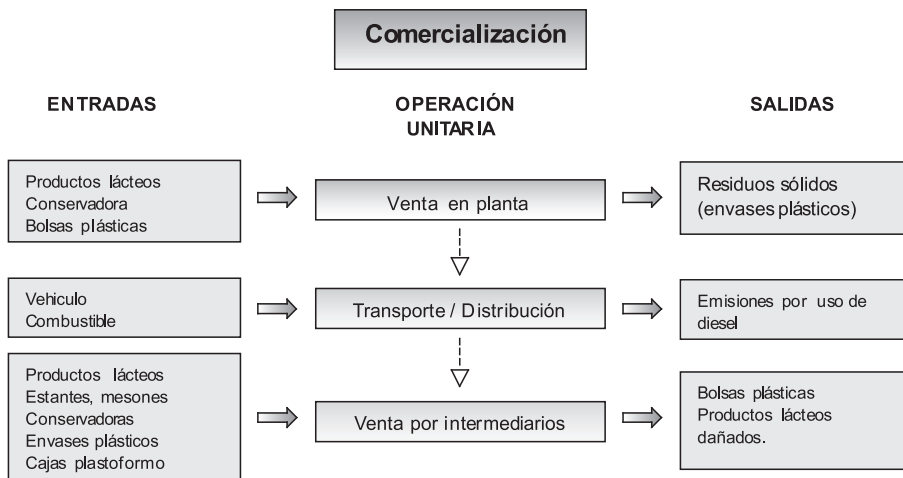 Comercialización
ENTRADAS
OPERACIÓN
UNITARIA
SALIDAS
Productos lácteos
Conservadora
Bolsas plásticas
Venta en planta
Residuos sólidos
(envases plásticos)
Vehiculo
Combustible
Transporte / Distribución
Emisiones por uso de
diesel
Productos lácteos
Estantes, mesones
Conservadoras
Envases plásticos
Cajas plastoformo
Venta por intermediarios
Bolsas plásticas
Productos lácteos
dañados.